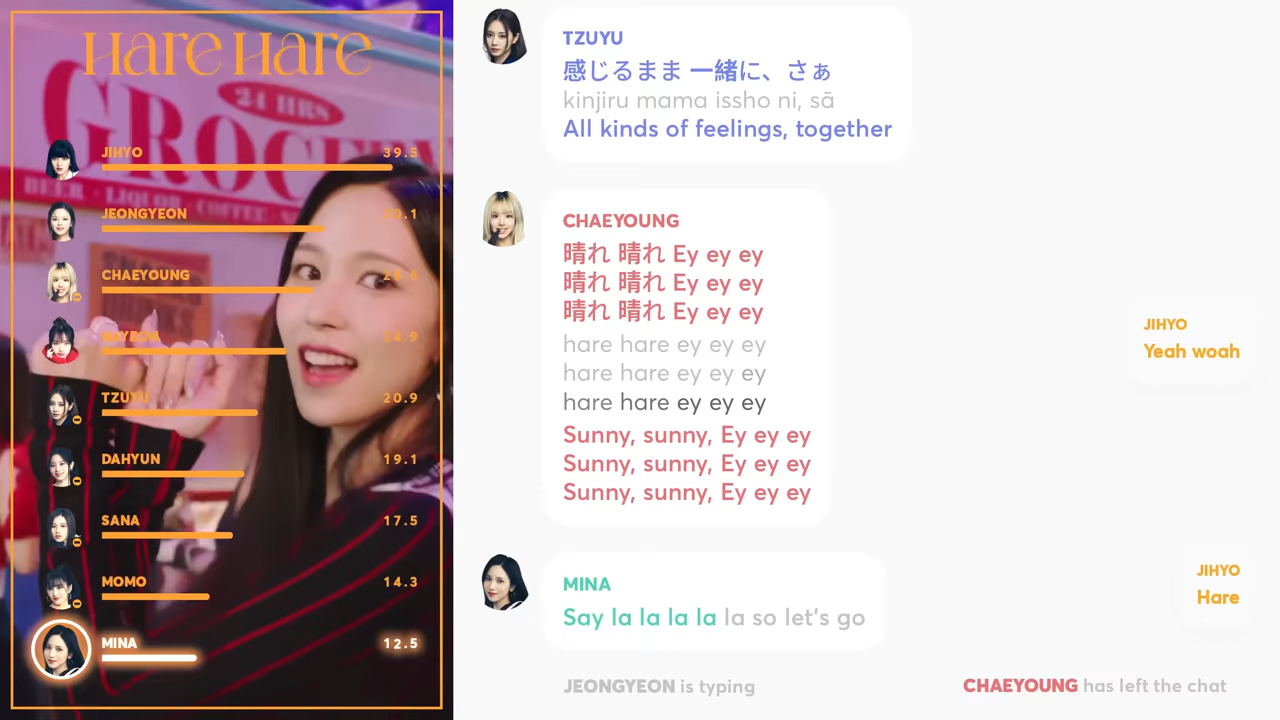 Hare Hare
24 HRS
GROCERY
BEER · LIQUOR · COFFEE
JIHYO 39.5
JEONGYEON
CHAEYOUNG
NAYEON 24.9
TZUYU 20.9
DAHYUN 19.1
SANA 17.5
MOMO 14.3
MINA 12.5
TZUYU
感じるまま 一緒に、さぁ
kinjiru mama issho ni, sā
All kinds of feelings, together
CHAEYOUNG
晴れ 晴れ Ey ey ey
晴れ 晴れ Ey ey ey
晴れ 晴れ Ey ey ey
hare hare ey ey ey
hare hare ey ey ey
hare hare ey ey ey
Sunny, sunny, Ey ey ey
Sunny, sunny, Ey ey ey
Sunny, sunny, Ey ey ey
JIHYO
Yeah woah
MINA
Say la la la la la so let's go
JIHYO
Hare
JEONGYEON is typing
CHAEYOUNG has left the chat